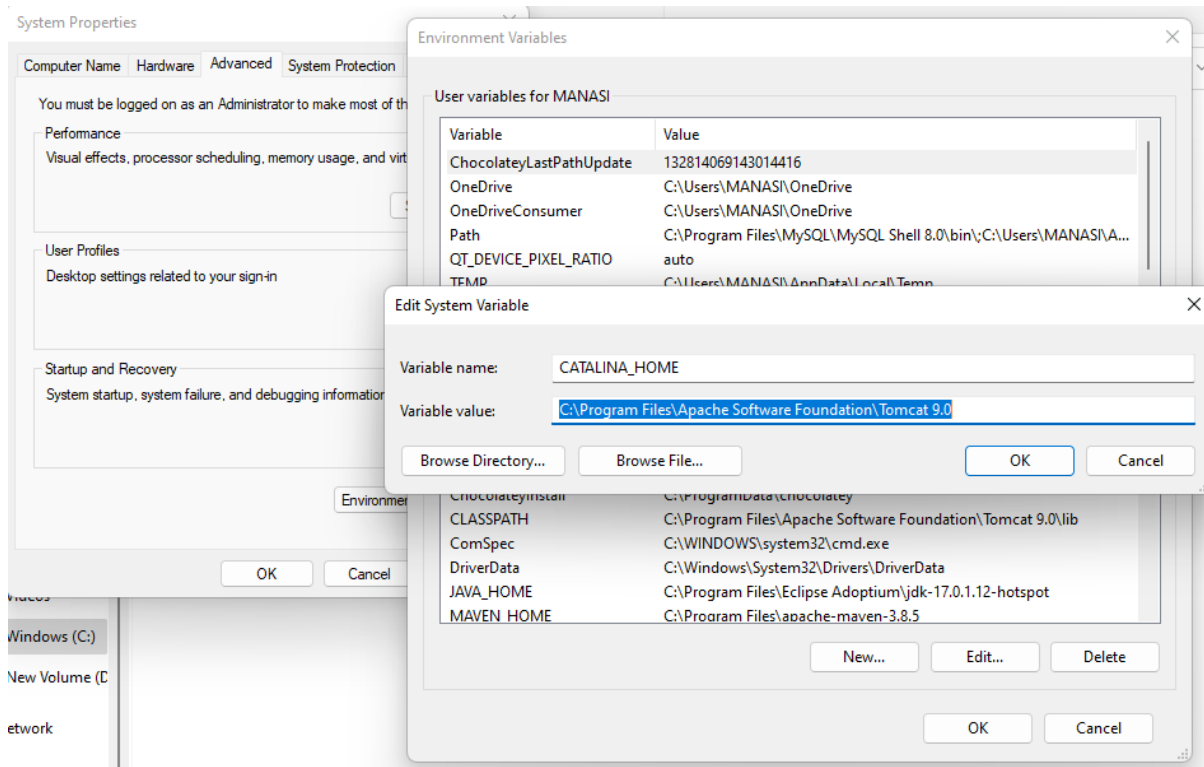 System Properties
Computer Name Hardware Advanced System Protection
You must be logged on as an Administrator to make most of th
Performance
Visual effects, processor scheduling, memory usage, and virt
User Profiles
Desktop settings related to your sign-in
Startup and Recovery
System startup, system failure, and debugging information
Environmer
OK Cancel
Windows (C:)
New Volume (D
etwork
Environment Variables
User variables for MANASI
Variable Value
ChocolateyLastPathUpdate 132814069143014416
OneDrive C:\Users\MANASI\OneDrive
OneDriveConsumer C:\Users\MANASI\OneDrive
Path C:\Program Files\MySQL\MySQL Shell 8.0\bin\;C:\Users\MANASI\A...
QT_DEVICE_PIXEL_RATIO auto
TEMP C:\Users\MANASI\AppData\Local\Temp
Edit System Variable
Variable name: CATALINA_HOME
Variable value: C:\Program Files\Apache Software Foundation\Tomcat 9.0
Browse Directory... Browse File... OK Cancel
ChocolateyInstall C:\ProgramData\chocolatey
CLASSPATH C:\Program Files\Apache Software Foundation\Tomcat 9.0\lib
ComSpec C:\WINDOWS\system32\cmd.exe
DriverData C:\Windows\System32\Drivers\DriverData
JAVA_HOME C:\Program Files\Eclipse Adoptium\jdk-17.0.1.12-hotspot
MAVEN_HOME C:\Program Files\apache-maven-3.8.5
New... Edit... Delete
OK Cancel